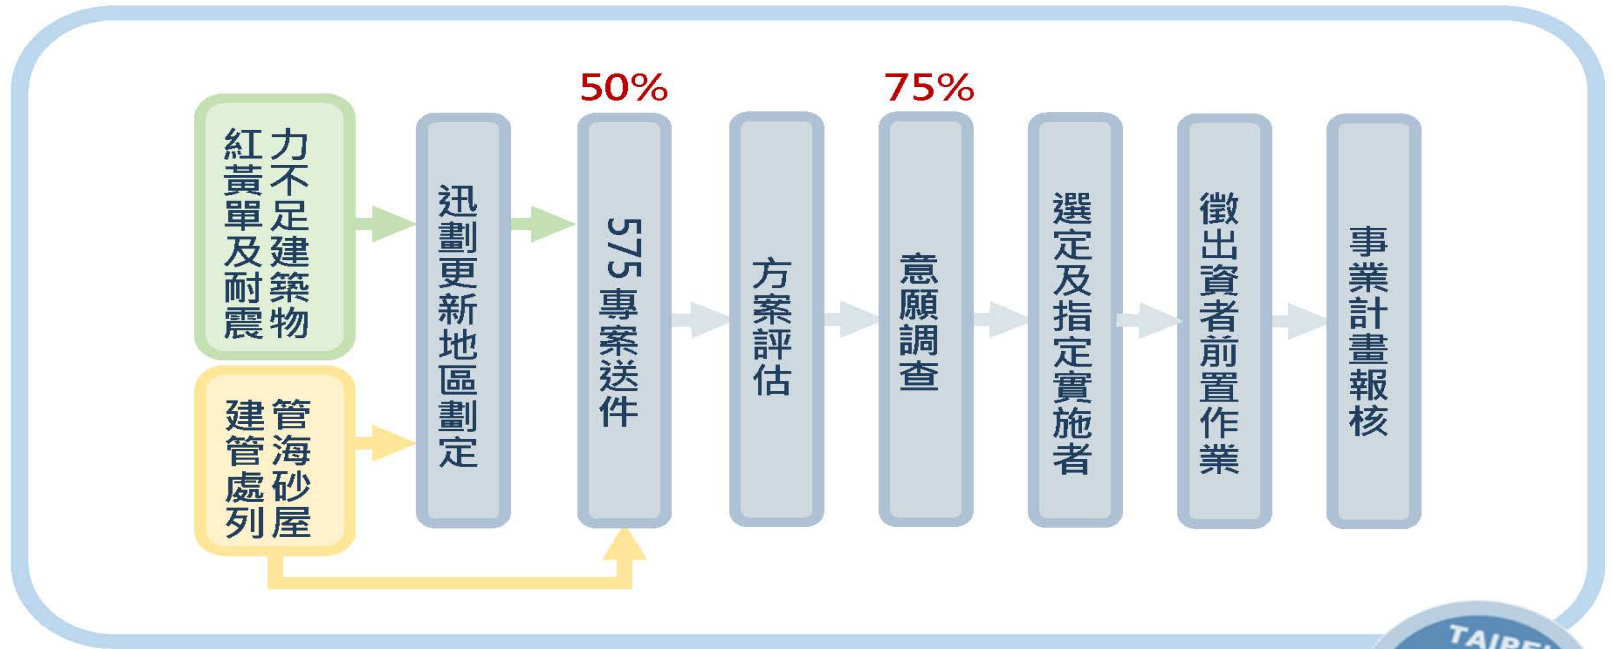 紅黃單及耐震
力不足建築物
建管處列
管海砂屋
迅劃更新地區劃定
50%
575專案送件
方案評估
75%
意願調查
選定及指定實施者
徵出資者前置作業
事業計畫報核
TAIPEI